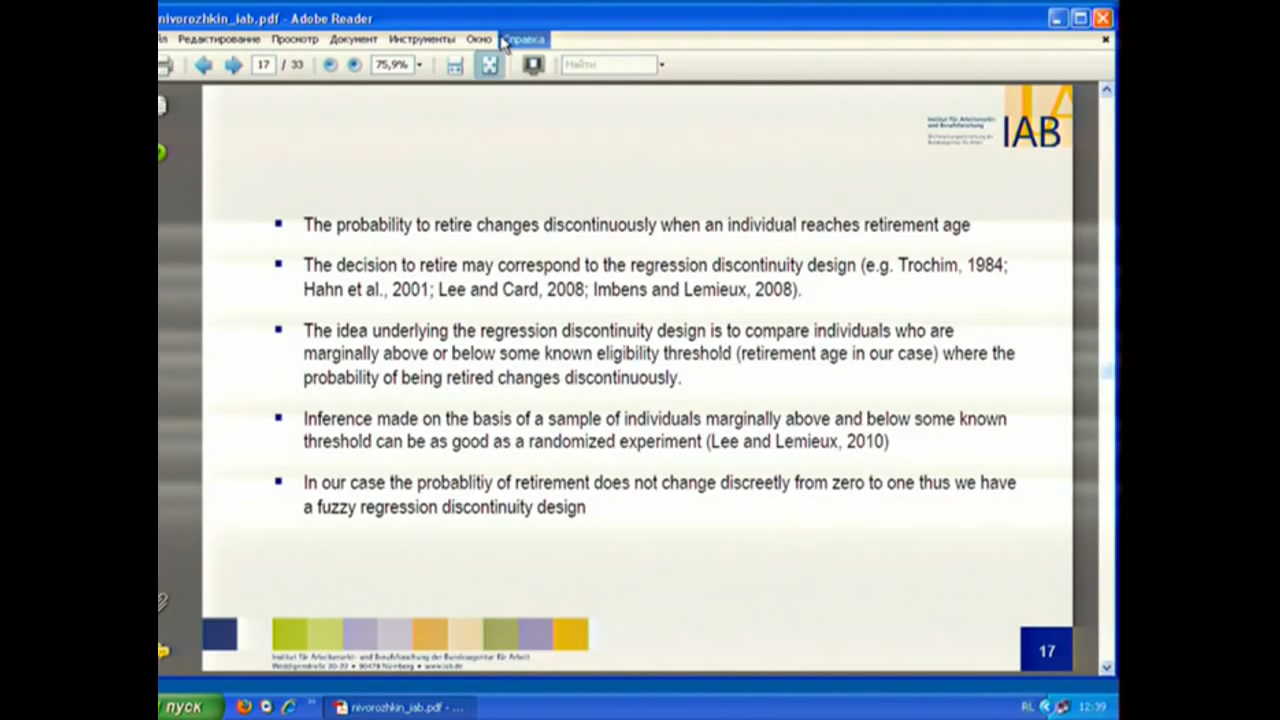 nivorozhkin_iab.pdf - Adobe Reader
Редактирование Просмотр Документ Инструменты Окно Справка
17 / 33 75,9% Найти
Institut für Arbeitsmarkt-
und Berufsforschung
IAB
The probability to retire changes discontinuously when an individual reaches retirement age
The decision to retire may correspond to the regression discontinuity design (e.g. Trochim, 1984;
Hahn et al., 2001; Lee and Card, 2008; Imbens and Lemieux, 2008).
The idea underlying the regression discontinuity design is to compare individuals who are
marginally above or below some known eligibility threshold (retirement age in our case) where the
probability of being retired changes discontinuously.
Inference made on the basis of a sample of individuals marginally above and below some known
threshold can be as good as a randomized experiment (Lee and Lemieux, 2010)
In our case the probablitiy of retirement does not change discreetly from zero to one thus we have
a fuzzy regression discontinuity design
Institut für Arbeitsmarkt- und Berufsforschung der Bundesagentur für Arbeit
17
пуск nivorozhkin_iab.pdf - ... RL 12:39